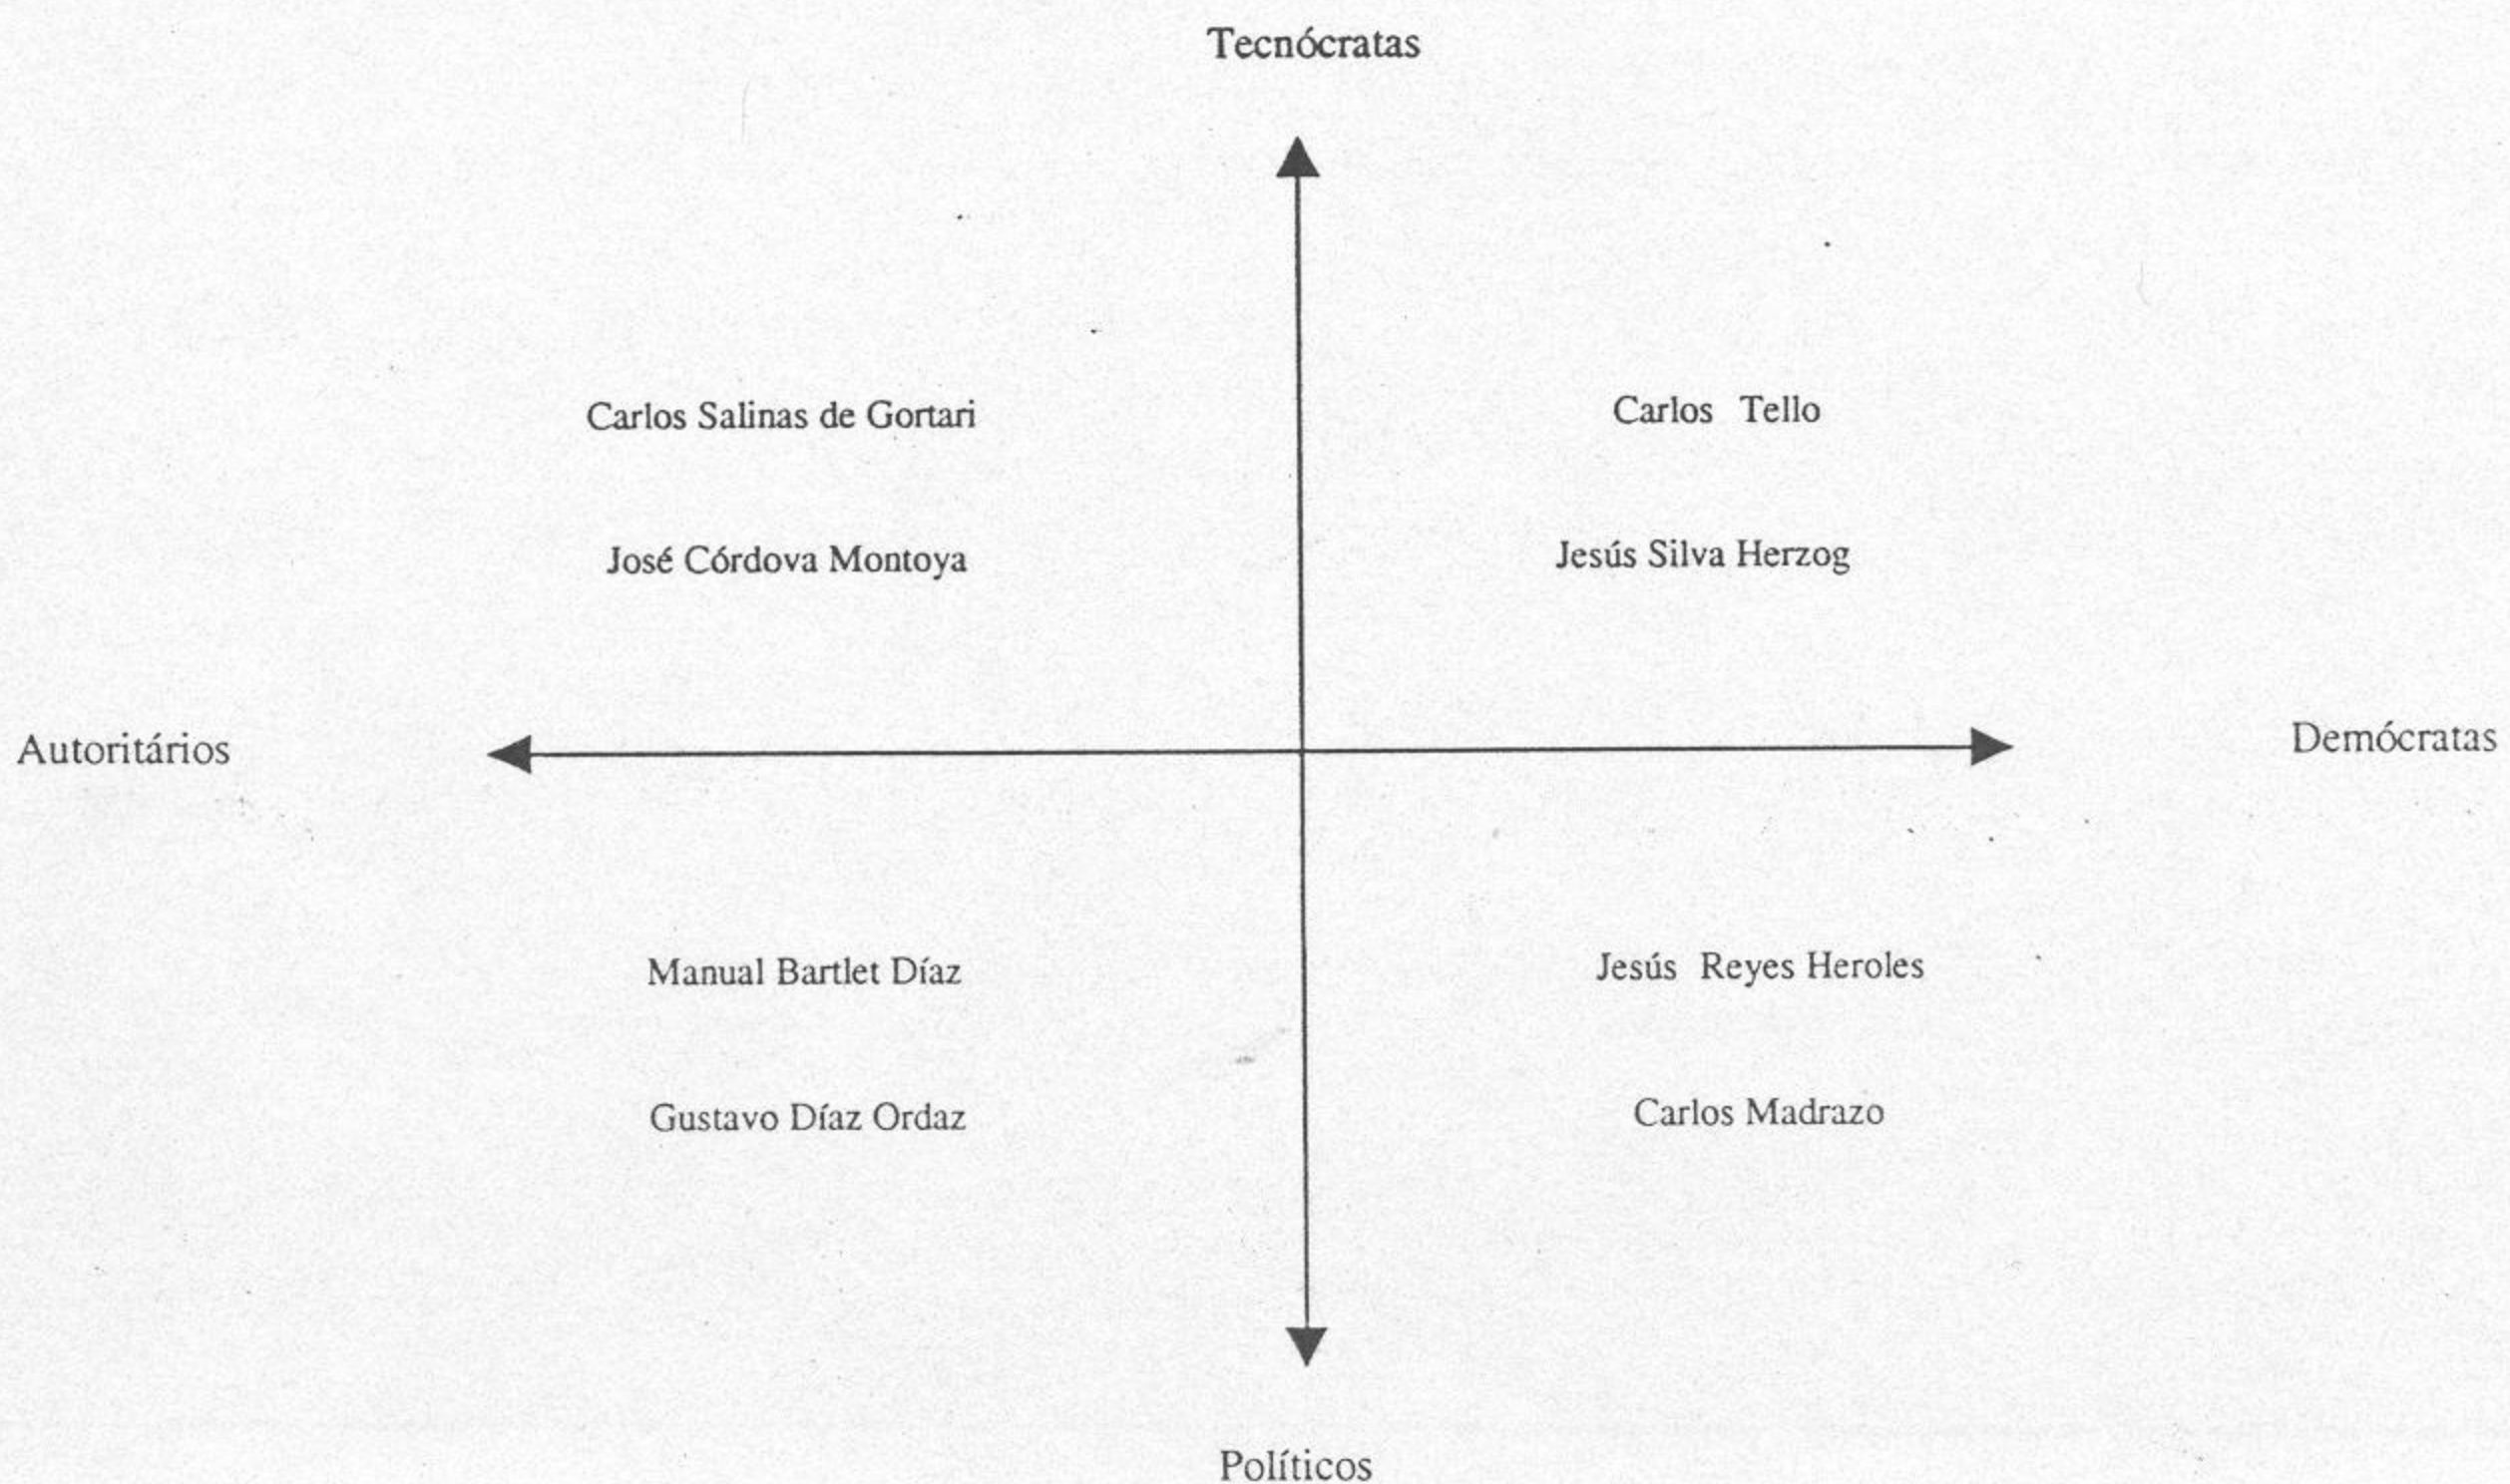 Tecnócratas
Carlos Salinas de Gortari
Carlos Tello
José Córdova Montoya
Jesús Silva Herzog
Autoritários
Demócratas
Manual Bartlet Díaz
Jesús Reyes Heroles
Gustavo Díaz Ordaz
Carlos Madrazo
Políticos